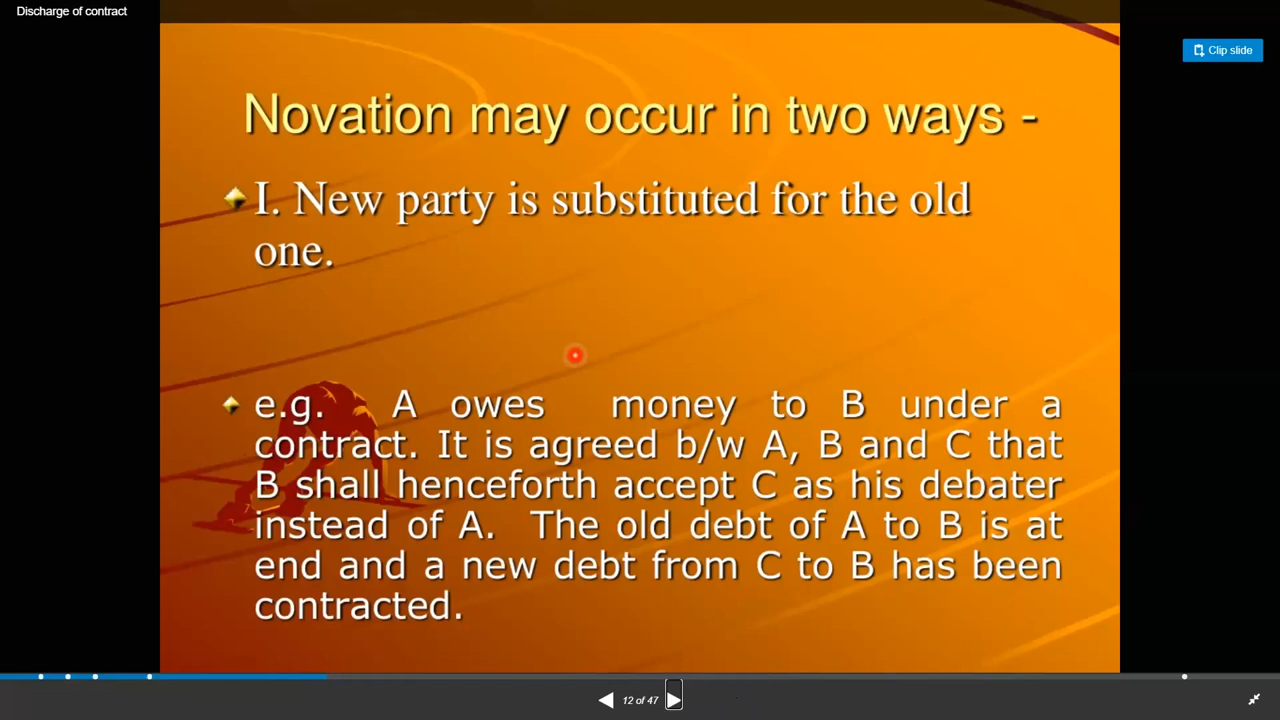 Discharge of contract
Clip slide
Novation may occur in two ways -
I. New party is substituted for the old
one.
e.g. A owes money to B under a
contract. It is agreed b/w A, B and C that
B shall henceforth accept C as his debater
instead of A. The old debt of A to B is at
end and a new debt from C to B has been
contracted.
12 of 47